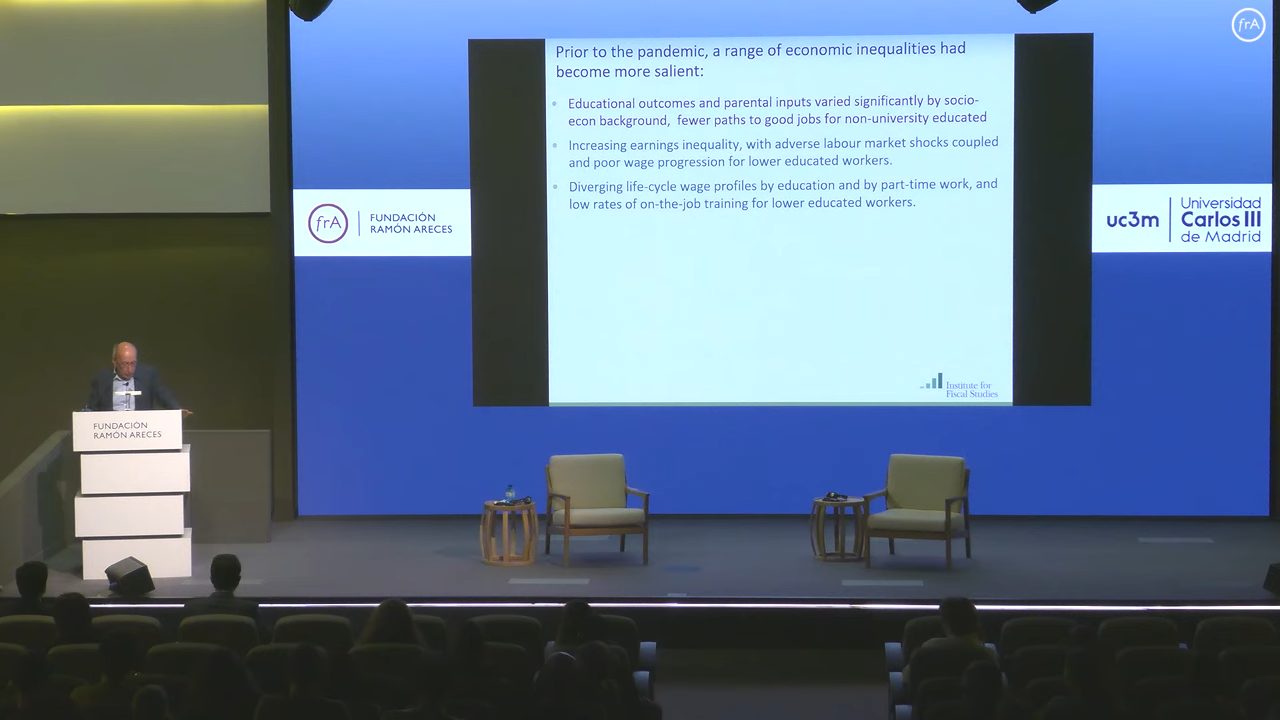 frA
Prior to the pandemic, a range of economic inequalities had
become more salient:
• Educational outcomes and parental inputs varied significantly by socio-
econ background, fewer paths to good jobs for non-university educated
• Increasing earnings inequality, with adverse labour market shocks coupled
and poor wage progression for lower educated workers.
• Diverging life-cycle wage profiles by education and by part-time work, and
low rates of on-the-job training for lower educated workers.
Institute for
Fiscal Studies
frA
FUNDACIÓN
RAMÓN ARECES
uc3m
Universidad
Carlos III
de Madrid
FUNDACIÓN
RAMÓN ARECES